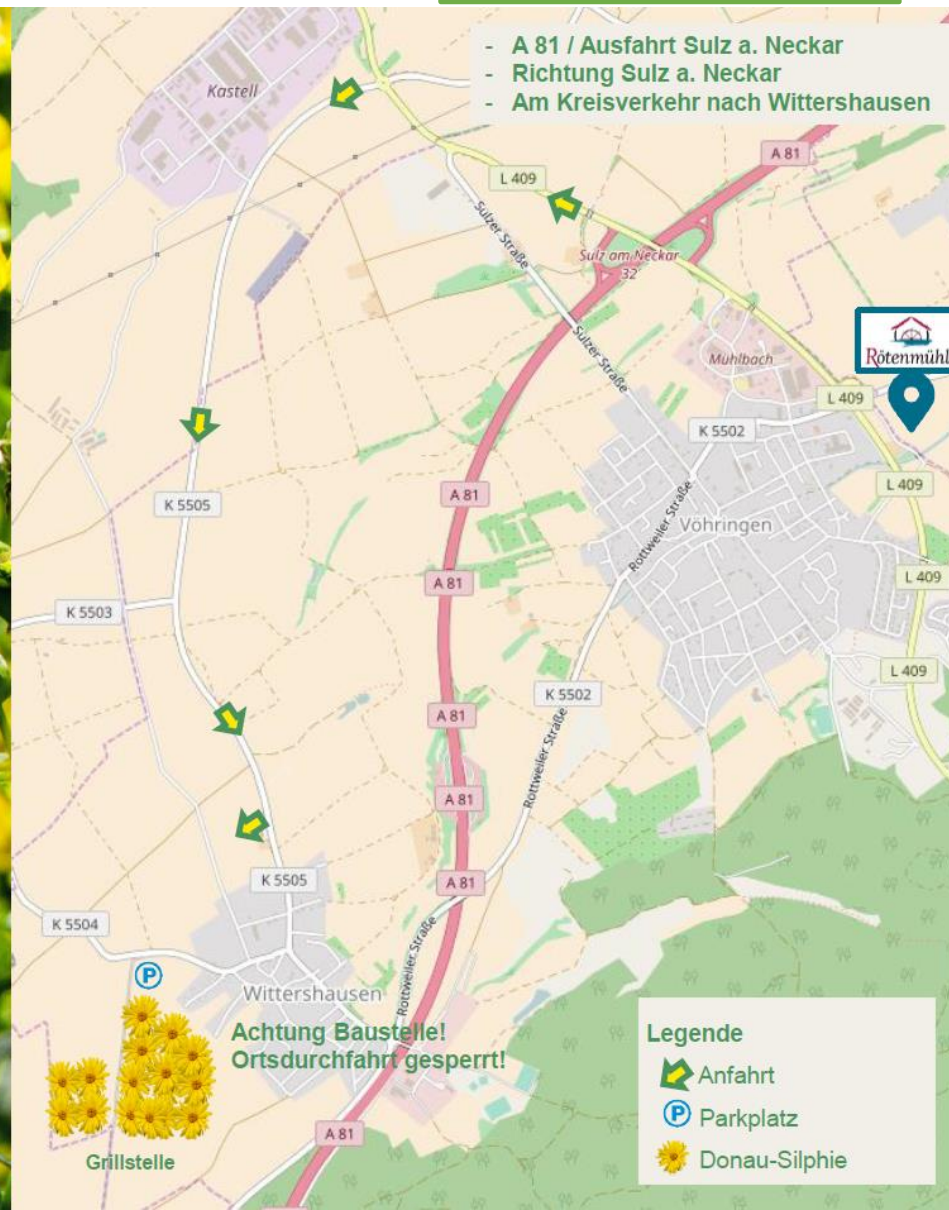 - A 81 / Ausfahrt Sulz a. Neckar
- Richtung Sulz a. Neckar
- Am Kreisverkehr nach Wittershausen
Kastell
A 81
L 409
Sulzer Straße
Sulz am Neckar
32
Sulzer Straße
Mühlbach
Rötenmühl
L 409
K 5502
L 409
A 81
K 5505
Rottweiler Straße
Vöhringen
A 81
L 409
K 5503
L 409
K 5502
A 81
Rottweiler Straße
A 81
K 5505
A 81
K 5504
Rottweiler Straße
P
Wittershausen
Achtung Baustelle!
Ortsdurchfahrt gesperrt!
A 81
Grillstelle
Legende
Anfahrt
P Parkplatz
Donau-Silphie